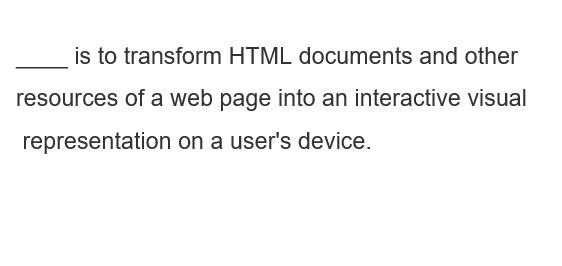 ____ is to transform HTML documents and other
resources of a web page into an interactive visual
representation on a user's device.